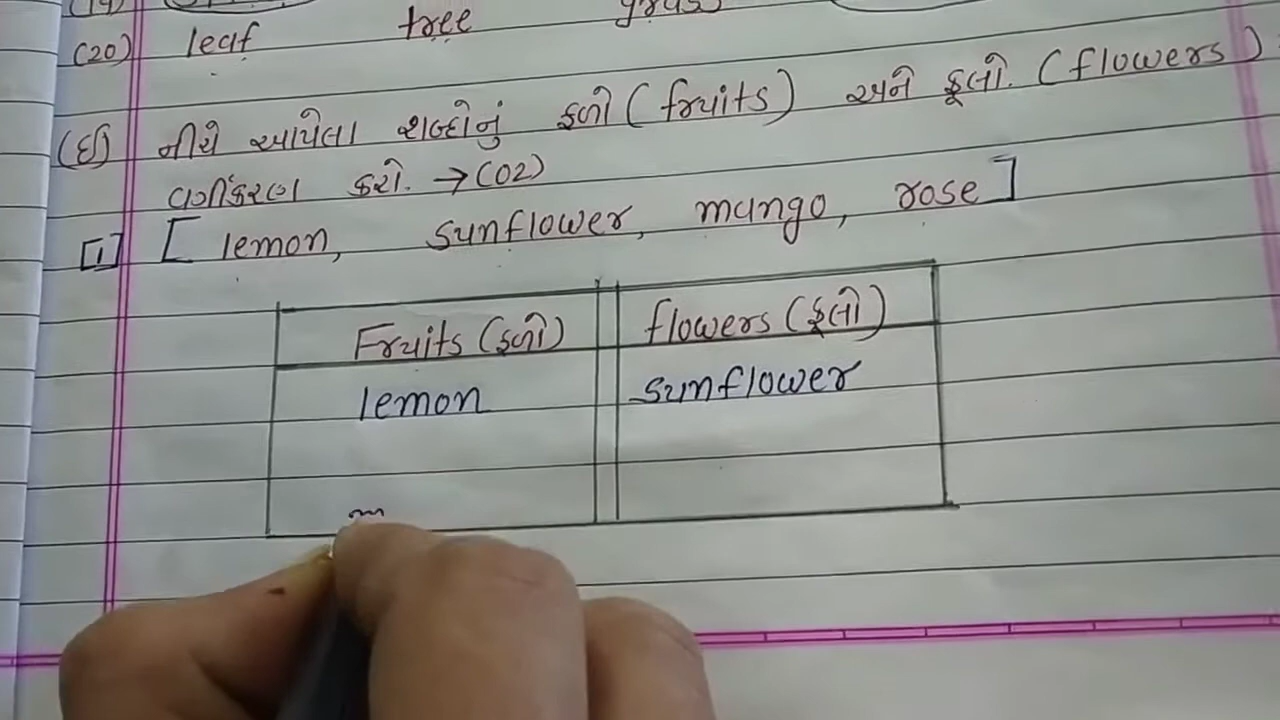 (20) leaf tree
(ઈ) નીચે આપેલા શબ્દોનું ફળો (fruits) અને ફૂલો. (flowers)
વર્ગીકરણ કરો. → (02)
[1] [ lemon, sunflower, mango, rose ]
Fruits (ફળો) flowers (ફૂલો)
lemon sunflower
m